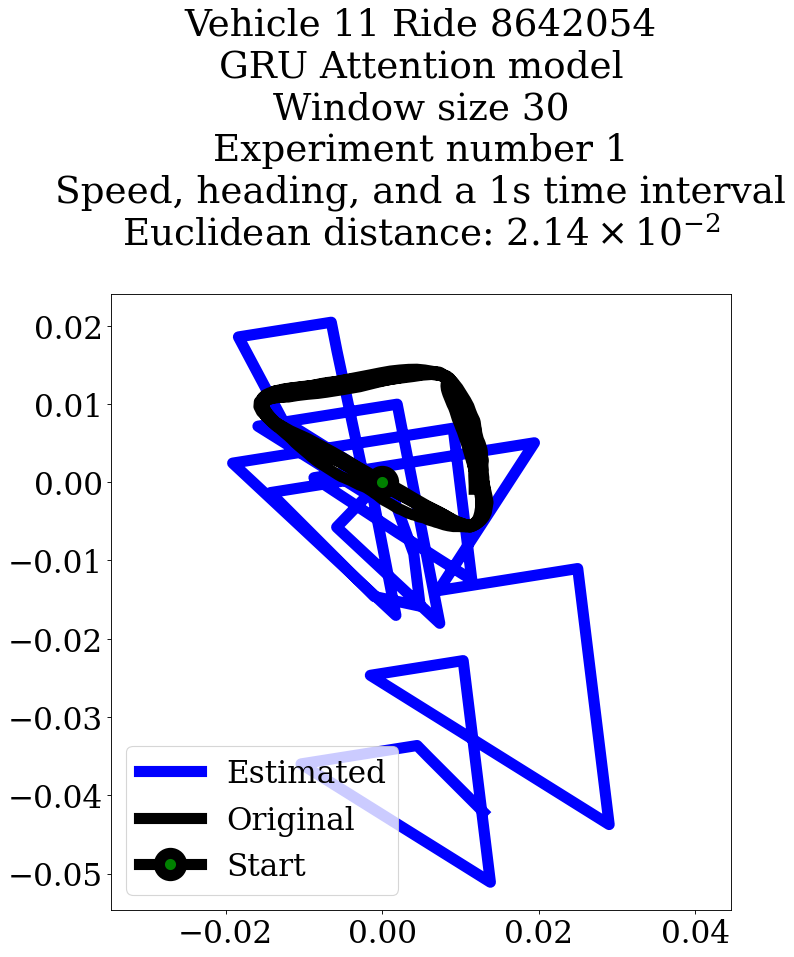 Vehicle 11 Ride 8642054
GRU Attention model
Window size 30
Experiment number 1
Speed, heading, and a 1s time interval
Euclidean distance: 2.14 × 10⁻²
0.02
0.01
0.00
−0.01
−0.02
−0.03
−0.04
−0.05
Estimated
Original
Start
−0.02 0.00 0.02 0.04